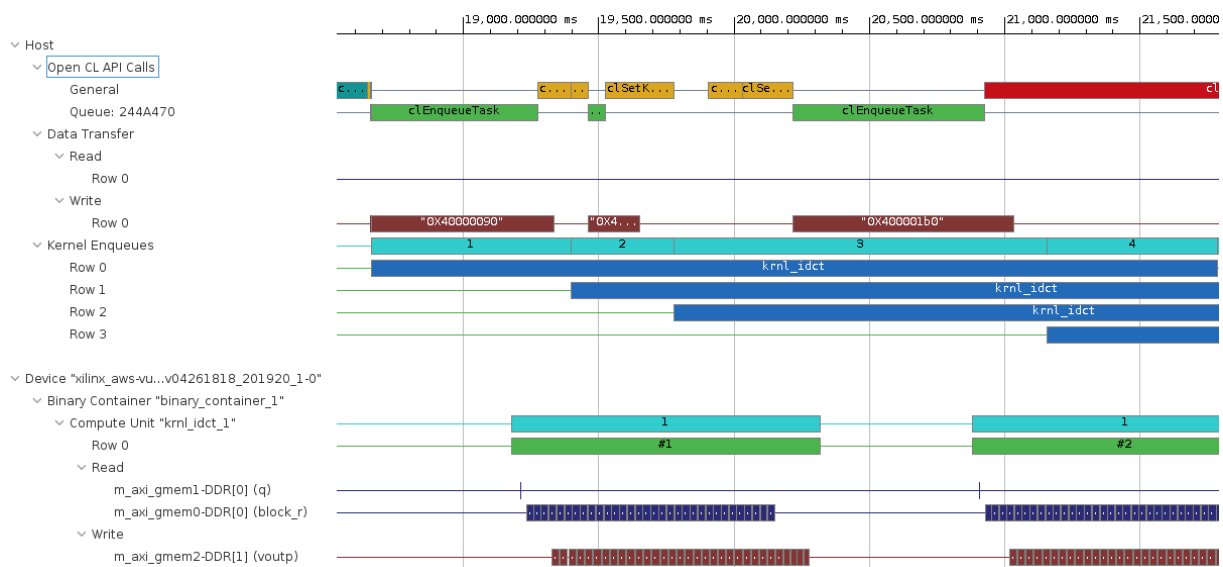 19,000.000000 ms 19,500.000000 ms 20,000.000000 ms 20,500.000000 ms 21,000.000000 ms 21,500.0000
Host
Open CL API Calls
General c... c... .. clSetK... c... clSe... cl
Queue: 244A470 clEnqueueTask .. clEnqueueTask
Data Transfer
Read
Row 0
Write
Row 0 "0X40000090" "0X4... "0X400001b0"
Kernel Enqueues 1 2 3 4
Row 0 krnl_idct
Row 1 krnl_idct
Row 2 krnl_idct
Row 3
Device "xilinx_aws-vu...v04261818_201920_1-0"
Binary Container "binary_container_1"
Compute Unit "krnl_idct_1" 1 1
Row 0 #1 #2
Read
m_axi_gmem1-DDR[0] (q)
m_axi_gmem0-DDR[0] (block_r)
Write
m_axi_gmem2-DDR[1] (voutp)